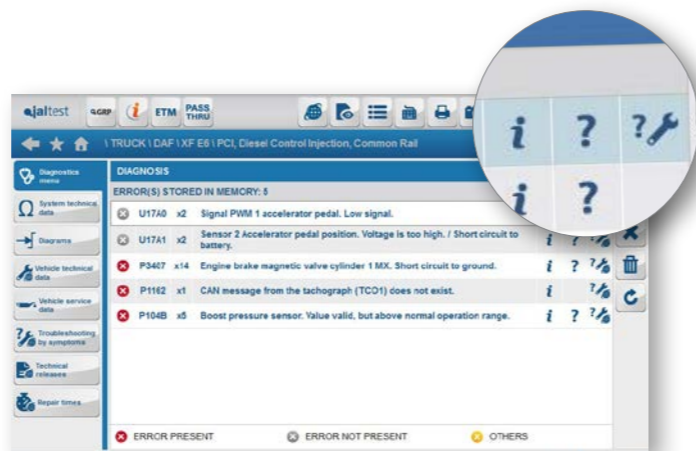 jaltest GRP i ETM PASS THRU
\ TRUCK \ DAF \ XF E6 \ PCI, Diesel Control Injection, Common Rail
i ? ?
i ?
Diagnostics menu
System technical data
Diagrams
Vehicle technical data
Vehicle service data
Troubleshooting by symptoms
Technical releases
Repair times
DIAGNOSIS
ERROR(S) STORED IN MEMORY: 5
U17A0 x2 Signal PWM 1 accelerator pedal. Low signal.
U17A1 x2 Sensor 2 Accelerator pedal position. Voltage is too high. / Short circuit to
battery. i ? ?
P3407 x14 Engine brake magnetic valve cylinder 1 MX. Short circuit to ground. i ? ?
P1162 x1 CAN message from the tachograph (TCO1) does not exist. i ?
P104B x5 Boost pressure sensor. Value valid, but above normal operation range. i ? ?
ERROR PRESENT ERROR NOT PRESENT OTHERS